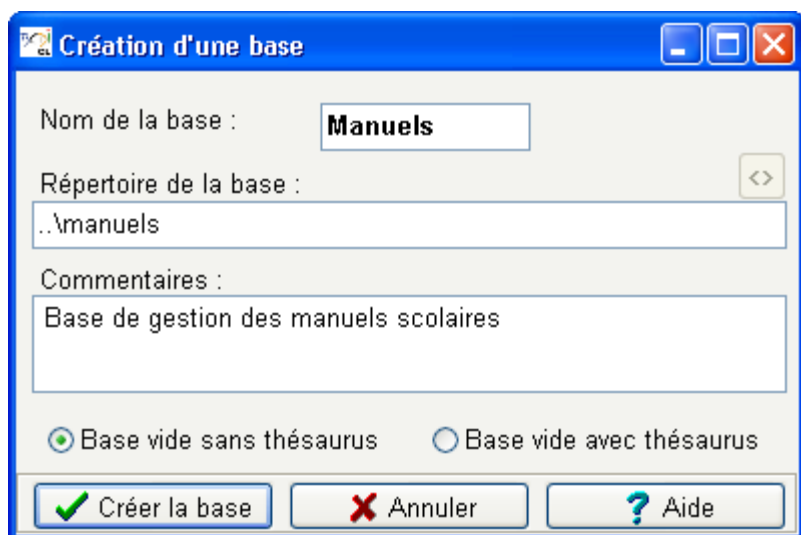 Création d'une base
Nom de la base :
Manuels
Répertoire de la base :
<>
..\manuels
Commentaires :
Base de gestion des manuels scolaires
Base vide sans thésaurus
Base vide avec thésaurus
Créer la base
Annuler
? Aide